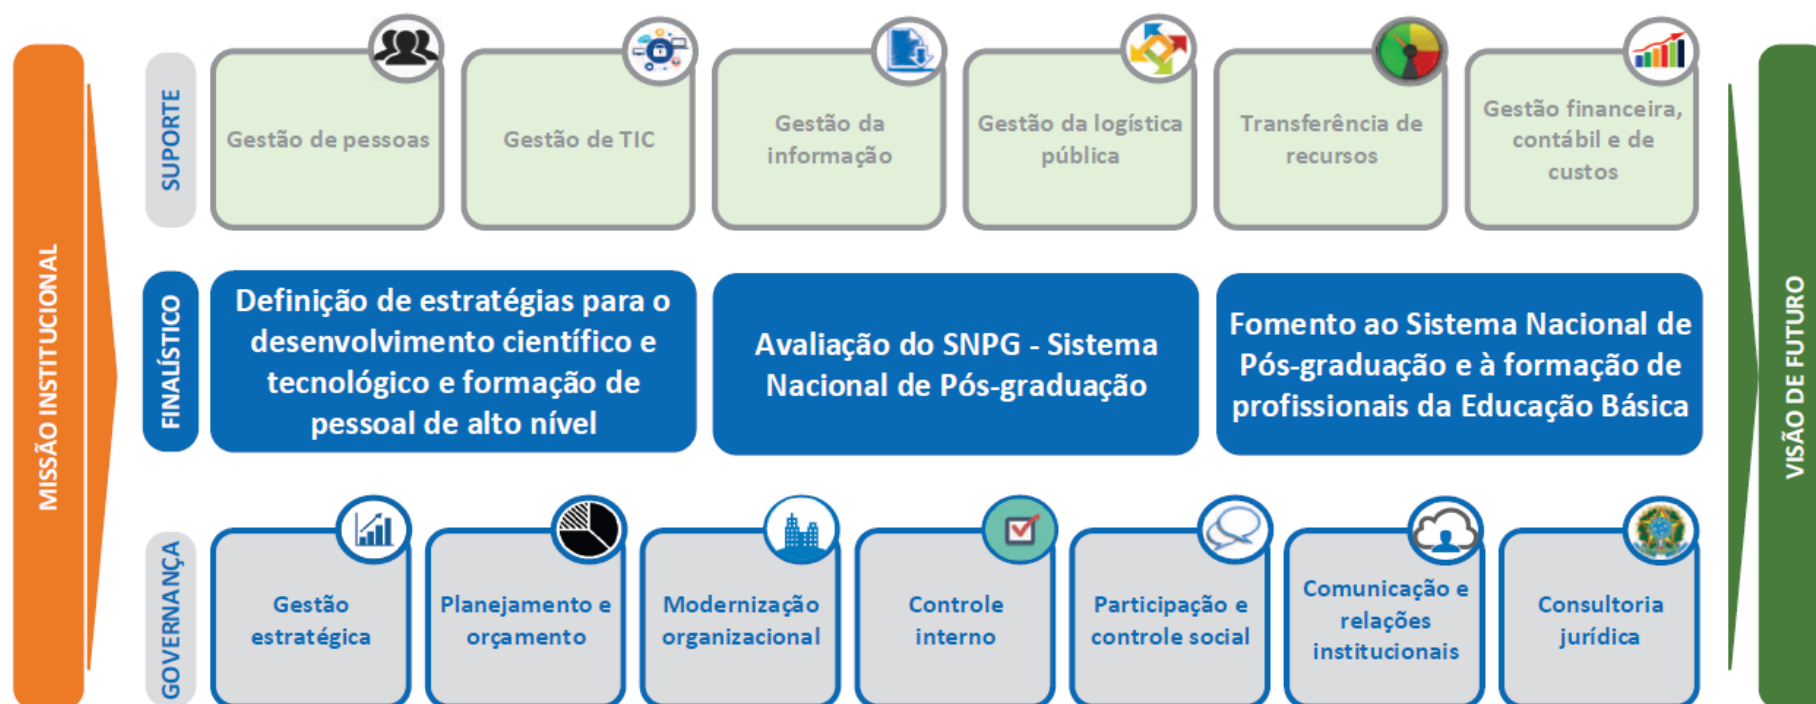 MISSÃO INSTITUCIONAL
SUPORTE
Gestão de pessoas
Gestão de TIC
Gestão da
informação
Gestão da logística
pública
Transferência de
recursos
Gestão financeira,
contábil e de
custos
FINALÍSTICO
Definição de estratégias para o
desenvolvimento científico e
tecnológico e formação de
pessoal de alto nível
Avaliação do SNPG - Sistema
Nacional de Pós-graduação
Fomento ao Sistema Nacional de
Pós-graduação e à formação de
profissionais da Educação Básica
GOVERNANÇA
Gestão
estratégica
Planejamento e
orçamento
Modernização
organizacional
Controle
interno
Participação e
controle social
Comunicação e
relações
institucionais
Consultoria
jurídica
VISÃO DE FUTURO